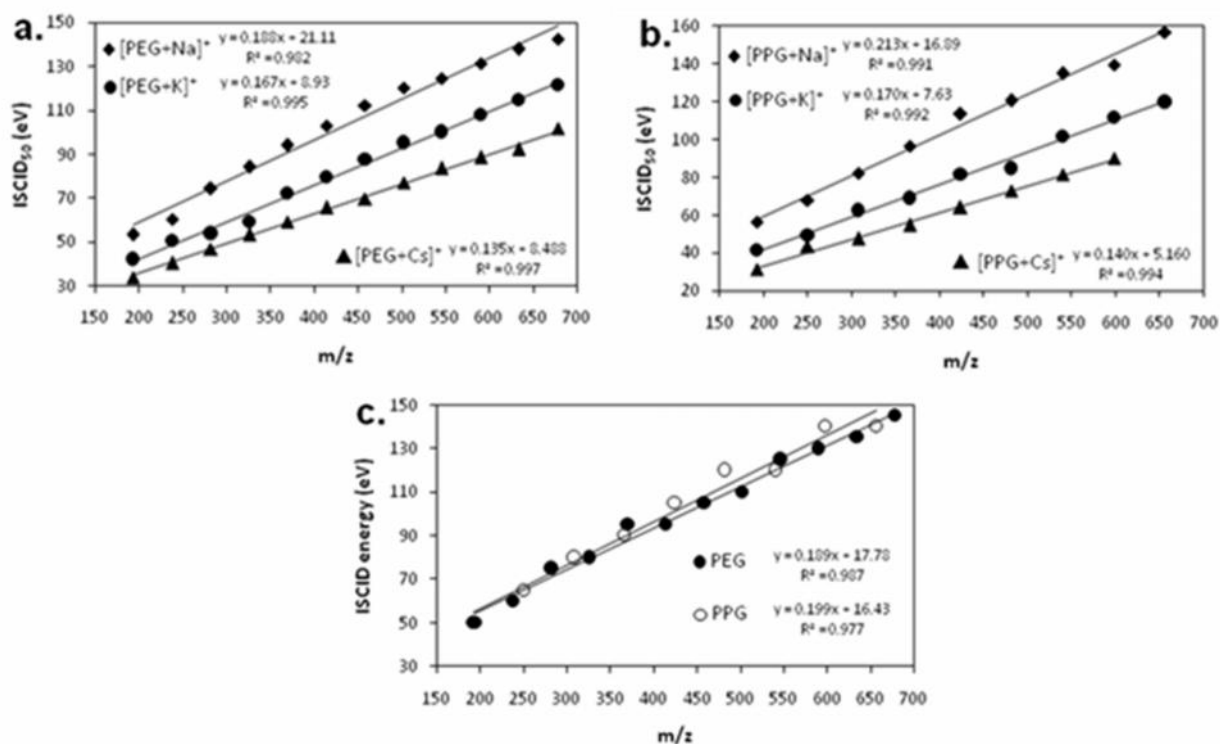 a.
[PEG+Na]⁺ y=0.188x + 21.11
R² =0.982
[PEG+K]⁺ y=0.167x + 8.93
R² =0.995
[PEG+Cs]⁺ y=0.135x + 8.488
R² =0.997
ISCID₅₀ (eV)
150
130
110
90
70
50
30
150 200 250 300 350 400 450 500 550 600 650 700
m/z
b.
[PPG+Na]⁺ y=0.213x + 16.89
R² =0.991
[PPG+K]⁺ y=0.170x + 7.63
R² =0.992
[PPG+Cs]⁺ y=0.140x + 5.160
R² =0.994
ISCID₅₀ (eV)
160
140
120
100
80
60
40
20
150 200 250 300 350 400 450 500 550 600 650 700
m/z
c.
ISCID energy (eV)
150
130
110
90
70
50
30
PEG y=0.189x + 17.78
R² =0.987
PPG y=0.199x + 16.43
R² =0.977
150 200 250 300 350 400 450 500 550 600 650 700
m/z